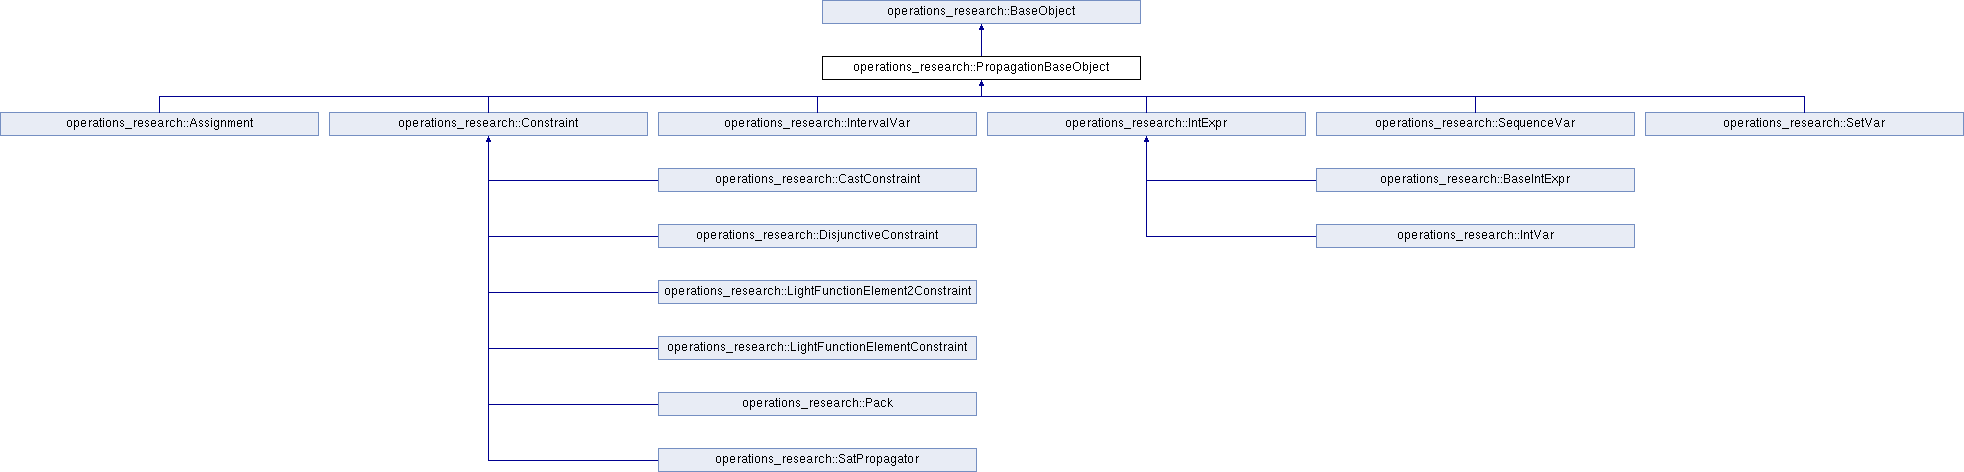 operations_research::BaseObject
operations_research::PropagationBaseObject
operations_research::Assignment
operations_research::Constraint
operations_research::IntervalVar
operations_research::IntExpr
operations_research::SequenceVar
operations_research::SetVar
operations_research::CastConstraint
operations_research::BaseIntExpr
operations_research::DisjunctiveConstraint
operations_research::IntVar
operations_research::LightFunctionElement2Constraint
operations_research::LightFunctionElementConstraint
operations_research::Pack
operations_research::SatPropagator